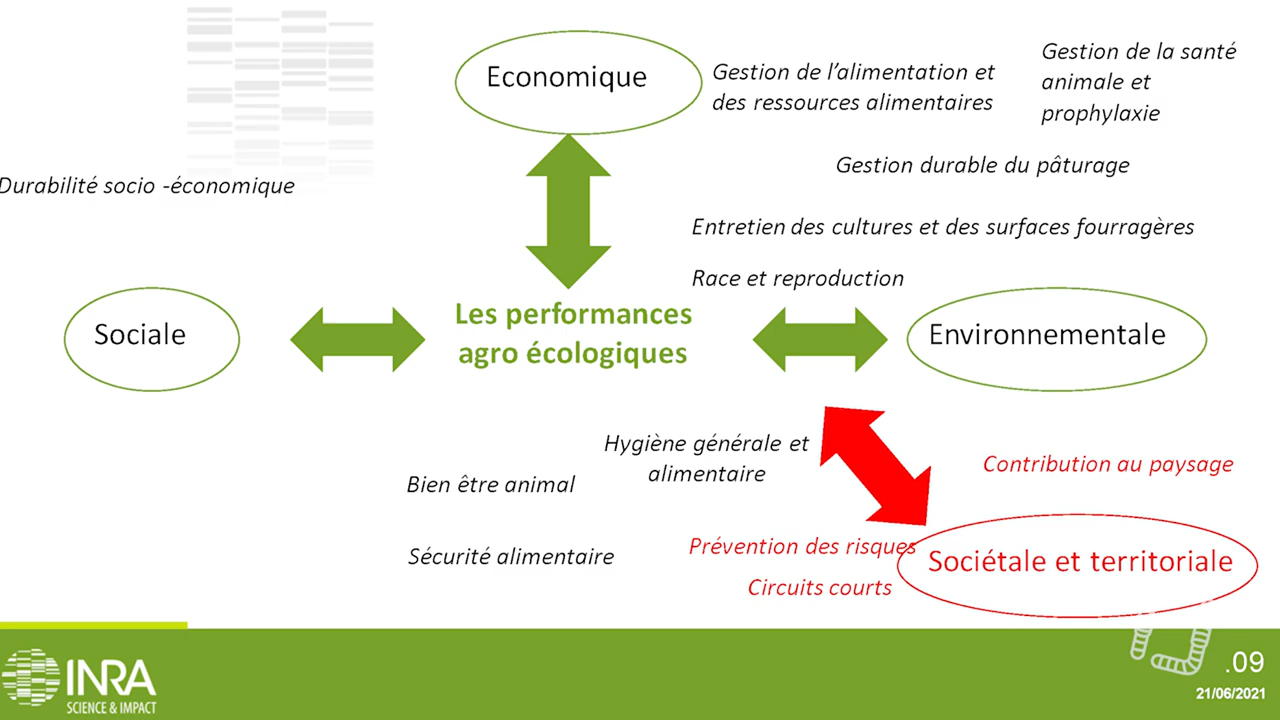 Economique
Gestion de l’alimentation et
des ressources alimentaires
Gestion de la santé
animale et
prophylaxie
Gestion durable du pâturage
Durabilité socio -économique
Entretien des cultures et des surfaces fourragères
Race et reproduction
Sociale
Les performances
agro écologiques
Environnementale
Hygiène générale et
alimentaire
Bien être animal
Contribution au paysage
Sécurité alimentaire
Prévention des risques
Circuits courts
Sociétale et territoriale
INRA
SCIENCE & IMPACT
.09
21/06/2021